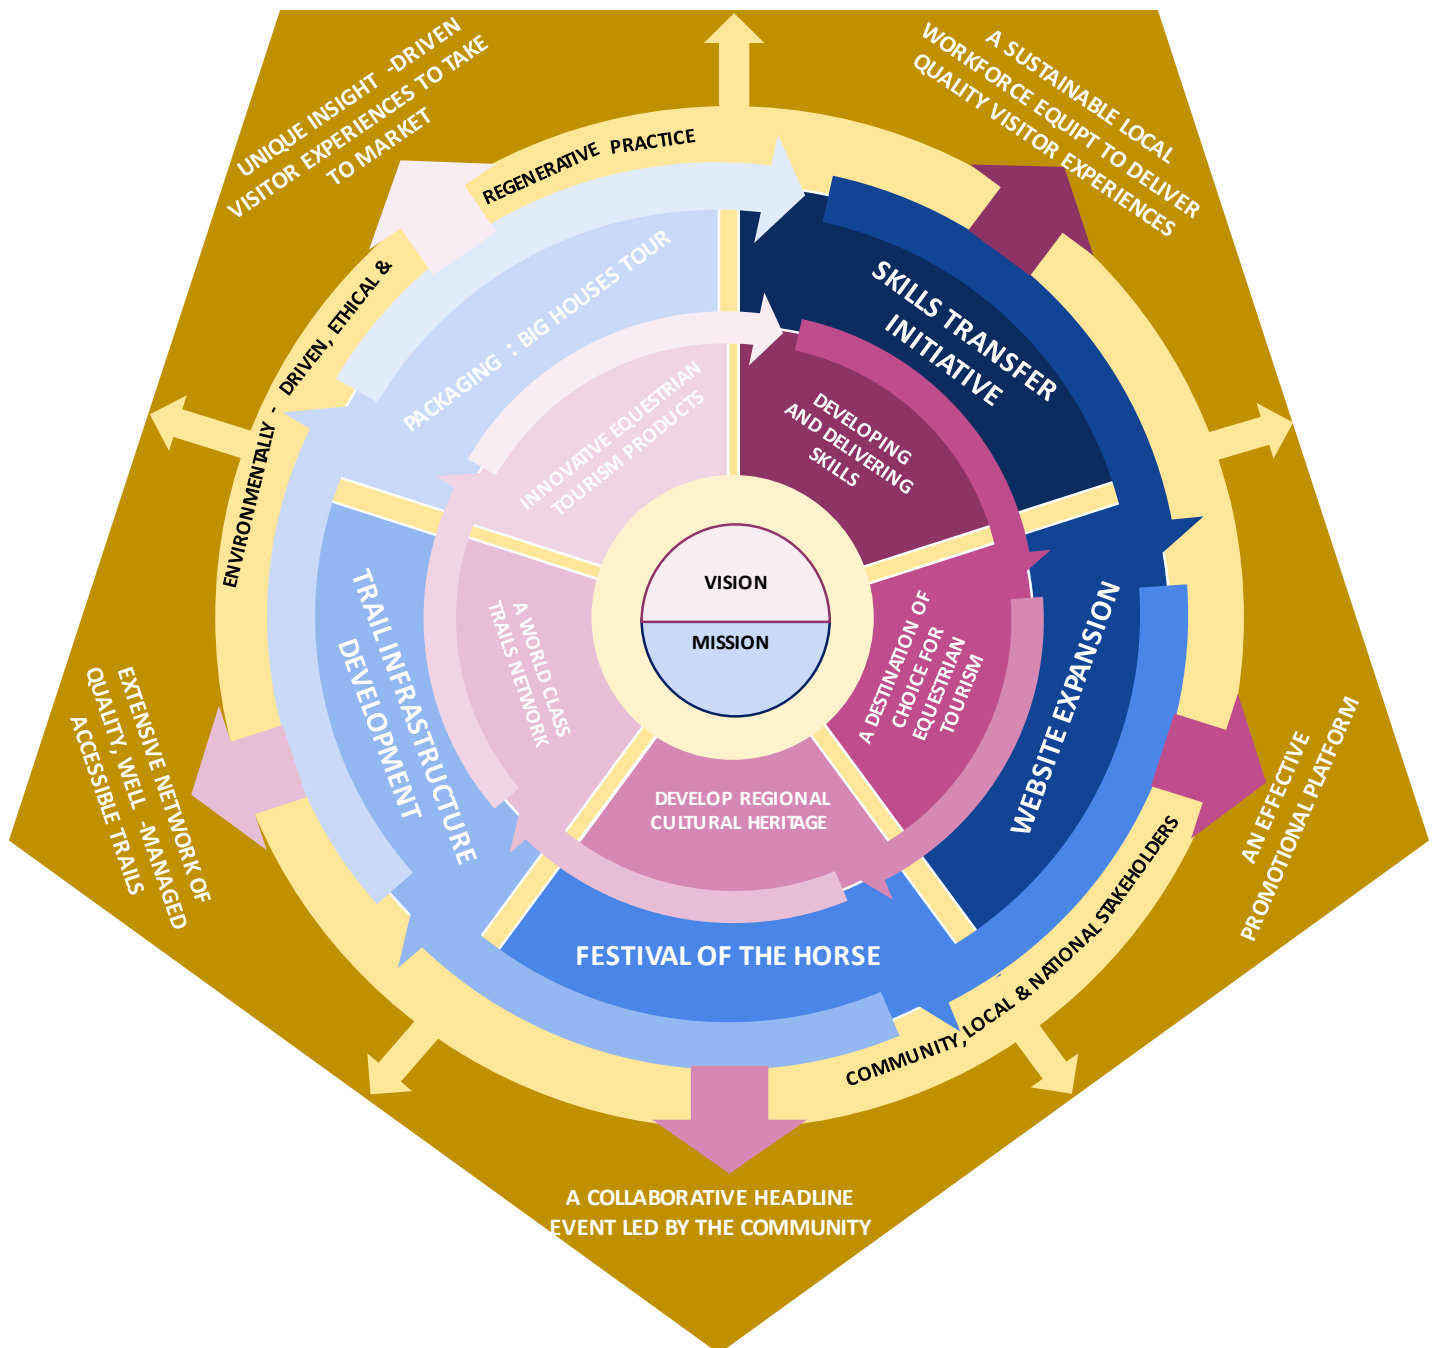 UNIQUE INSIGHT -DRIVEN
VISITOR EXPERIENCES TO TAKE
TO MARKET
A SUSTAINABLE LOCAL
WORKFORCE EQUIPT TO DELIVER
QUALITY VISITOR EXPERIENCES
ENVIRONMENTALLY - DRIVEN, ETHICAL &
REGENERATIVE PRACTICE
PACKAGING : BIG HOUSES TOUR
SKILLS TRANSFER
INITIATIVE
INNOVATIVE EQUESTRIAN
TOURISM PRODUCTS
DEVELOPING
AND DELIVERING
SKILLS
VISION
MISSION
TRAIL INFRASTRUCTURE
DEVELOPMENT
A WORLD CLASS
TRAILS NETWORK
A DESTINATION OF
CHOICE FOR
EQUESTRIAN
TOURISM
WEBSITE EXPANSION
DEVELOP REGIONAL
CULTURAL HERITAGE
FESTIVAL OF THE HORSE
EXTENSIVE NETWORK OF
QUALITY, WELL -MANAGED
ACCESSIBLE TRAILS
AN EFFECTIVE
PROMOTIONAL PLATFORM
COMMUNITY, LOCAL & NATIONAL STAKEHOLDERS
A COLLABORATIVE HEADLINE
EVENT LED BY THE COMMUNITY